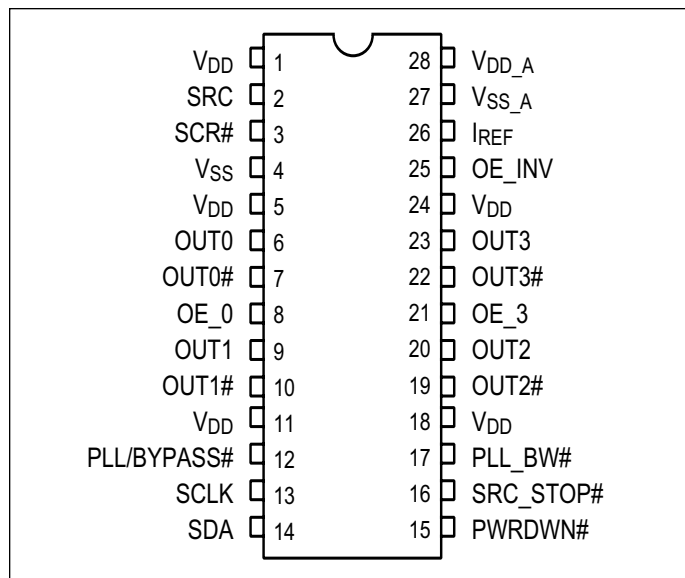 VDD 1 28 VDD_A
SRC 2 27 VSS_A
SCR# 3 26 IREF
VSS 4 25 OE_INV
VDD 5 24 VDD
OUT0 6 23 OUT3
OUT0# 7 22 OUT3#
OE_0 8 21 OE_3
OUT1 9 20 OUT2
OUT1# 10 19 OUT2#
VDD 11 18 VDD
PLL/BYPASS# 12 17 PLL_BW#
SCLK 13 16 SRC_STOP#
SDA 14 15 PWRDWN#